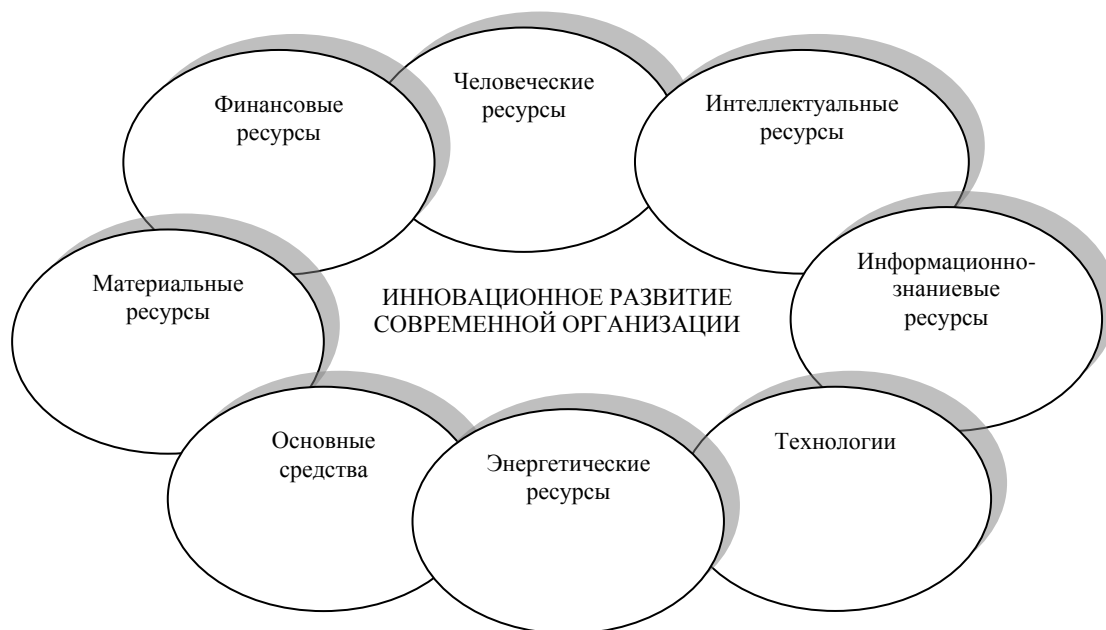 Человеческие
ресурсы
Финансовые
ресурсы
Интеллектуальные
ресурсы
Материальные
ресурсы
ИННОВАЦИОННОЕ РАЗВИТИЕ
СОВРЕМЕННОЙ ОРГАНИЗАЦИИ
Информационно-
знаниевые
ресурсы
Основные
средства
Энергетические
ресурсы
Технологии